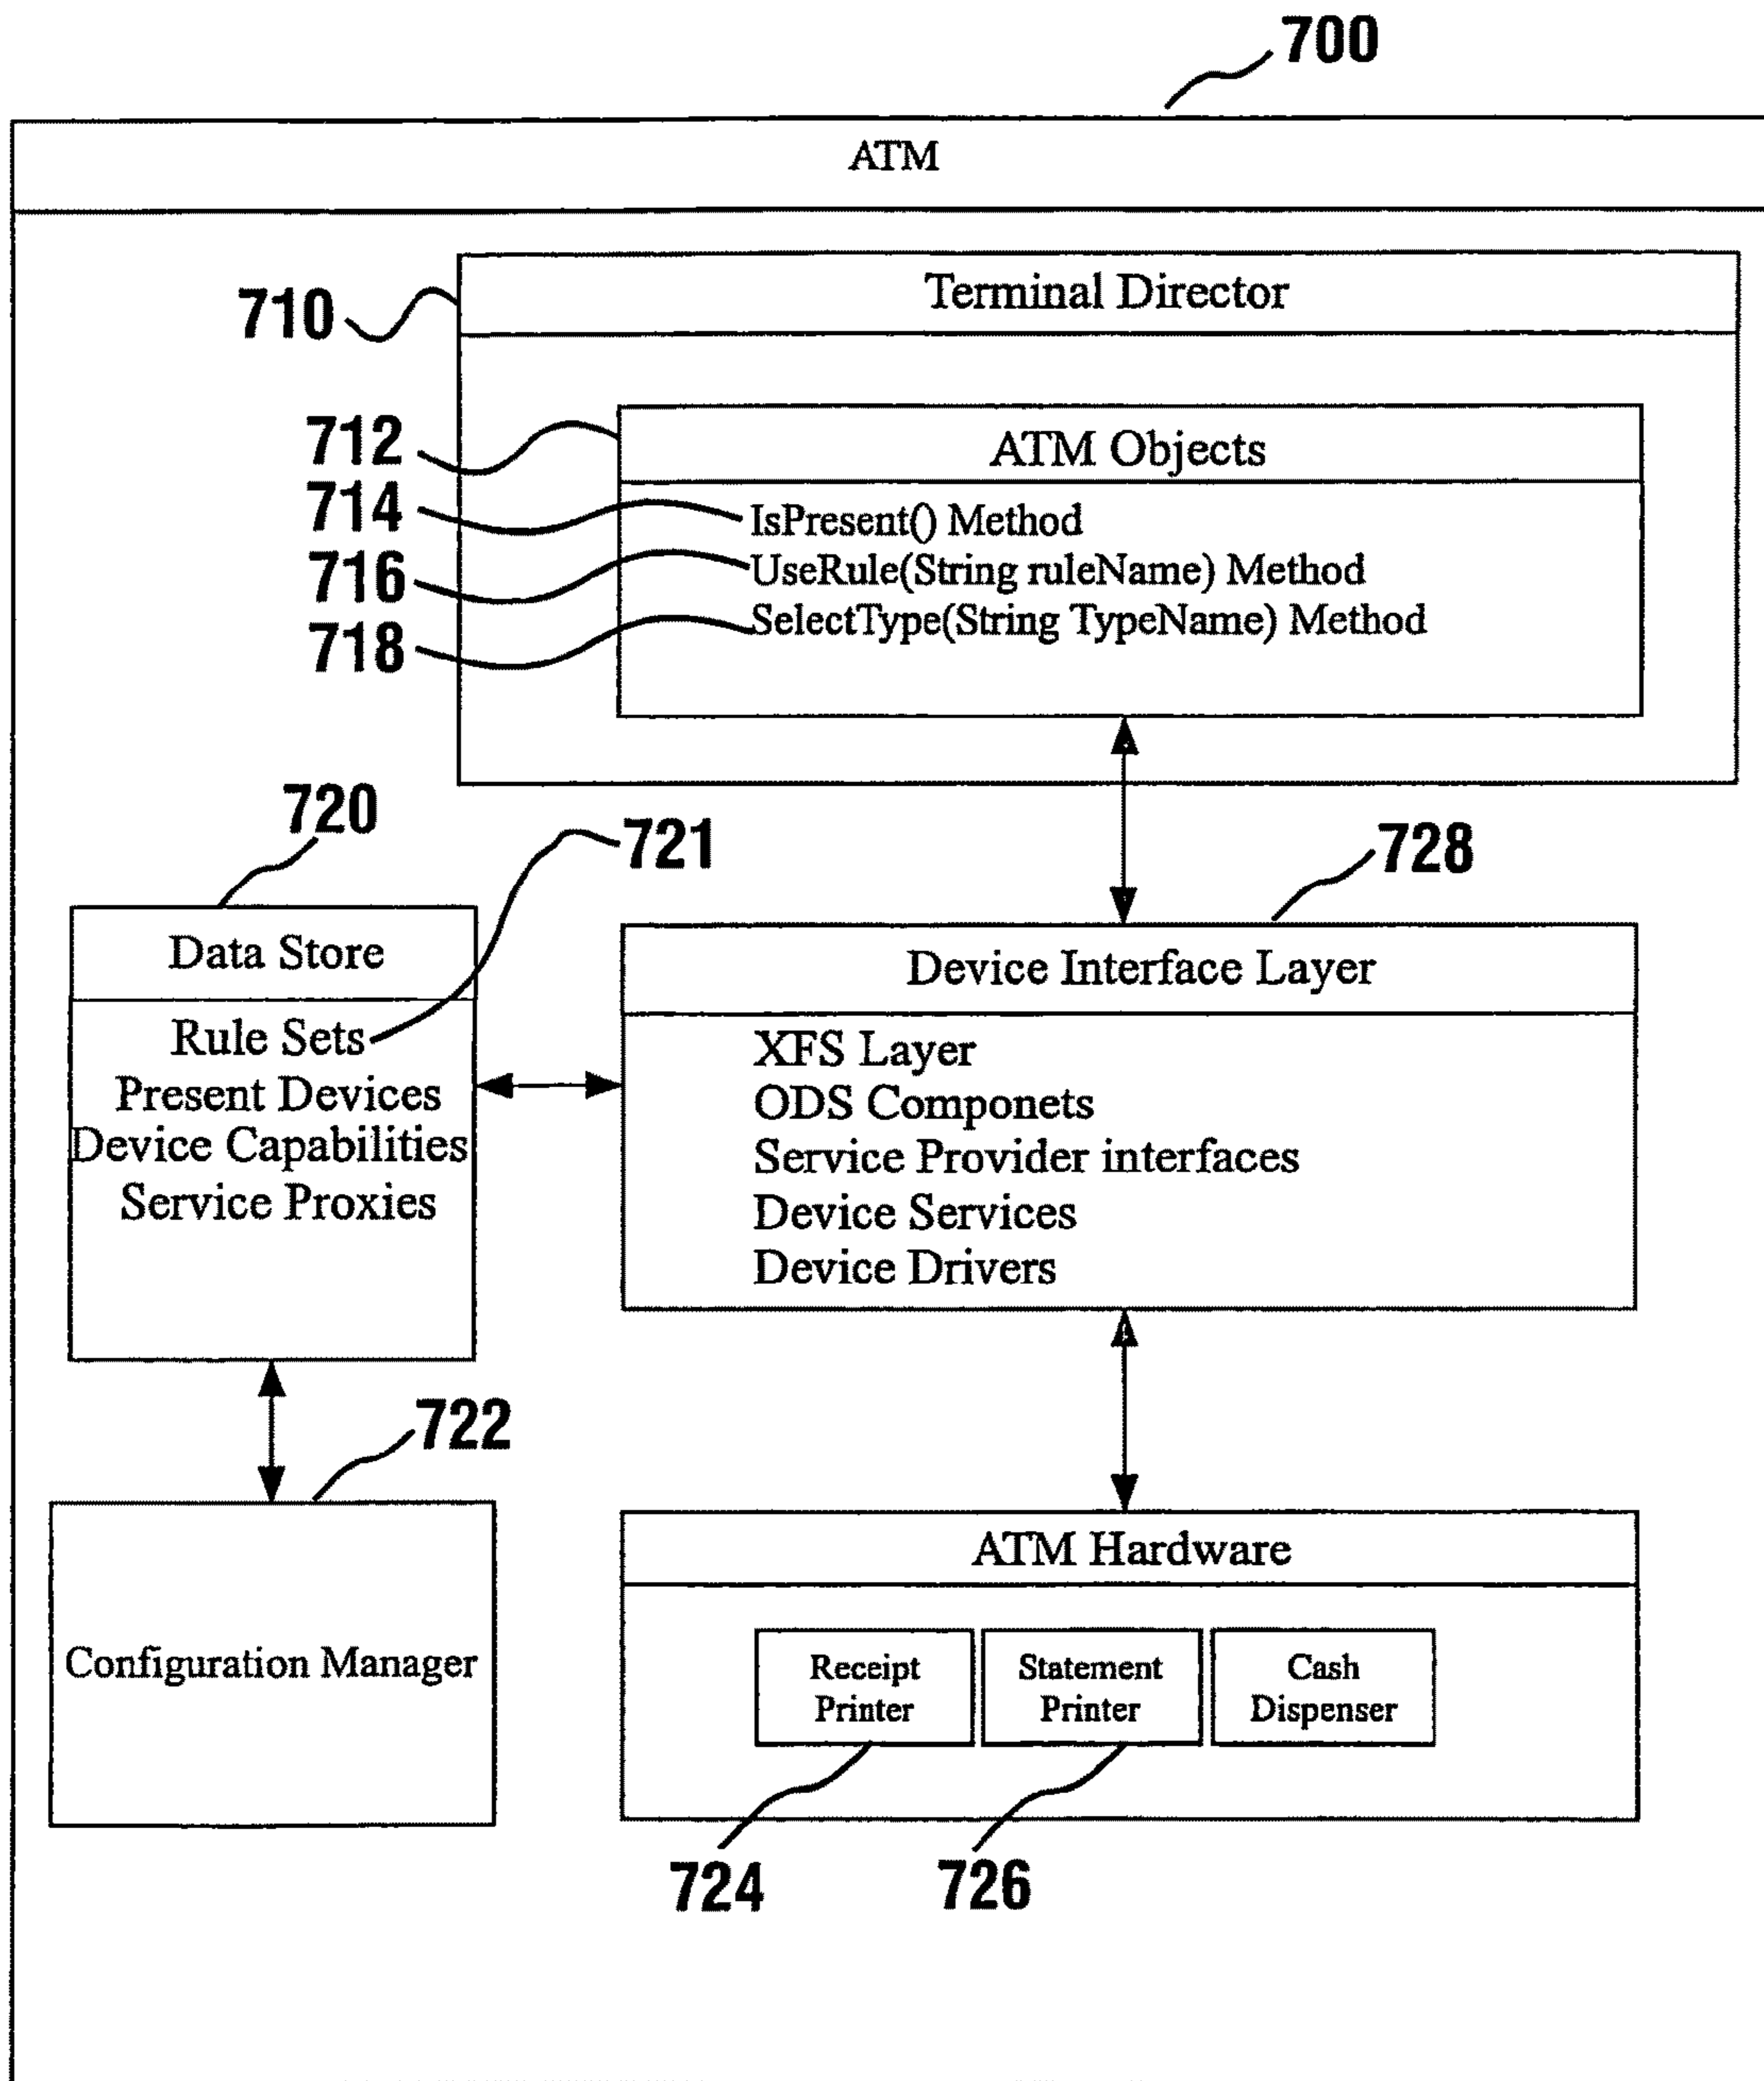 700
ATM
710
Terminal Director
712
ATM Objects
714
IsPresent() Method
716
UseRule(String ruleName) Method
718
SelectType(String TypeName) Method
720
721
728
Data Store
Rule Sets
Present Devices
Device Capabilities
Service Proxies
Device Interface Layer
XFS Layer
ODS Componets
Service Provider interfaces
Device Services
Device Drivers
722
Configuration Manager
ATM Hardware
Receipt
Printer
Statement
Printer
Cash
Dispenser
724
726